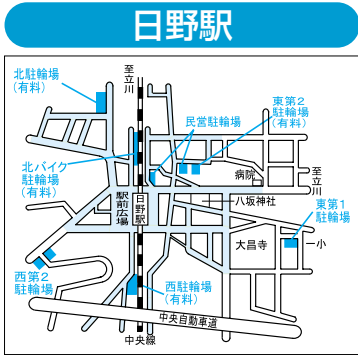 日野駅
北駐輪場
(有料)
至立川
東第2
駐輪場
(有料)
民営駐輪場
北バイク
駐輪場
(有料)
病院
至立川
駅前広場
日野駅
八坂神社
東第1
駐輪場
大昌寺
一小
西第2
駐輪場
西駐輪場
(有料)
中央自動車道
中央線